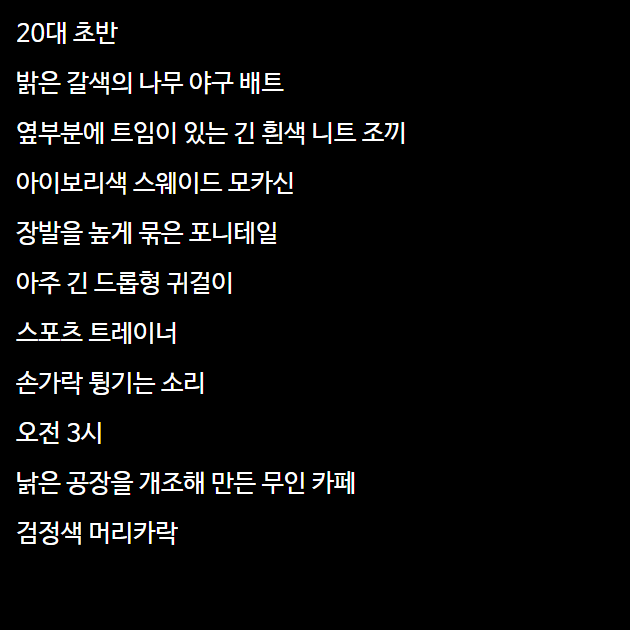 20대 초반
밝은 갈색의 나무 야구 배트
옆부분에 트임이 있는 긴 흰색 니트 조끼
아이보리색 스웨이드 모카신
장발을 높게 묶은 포니테일
아주 긴 드롭형 귀걸이
스포츠 트레이너
손가락 튕기는 소리
오전 3시
낡은 공장을 개조해 만든 무인 카페
검정색 머리카락